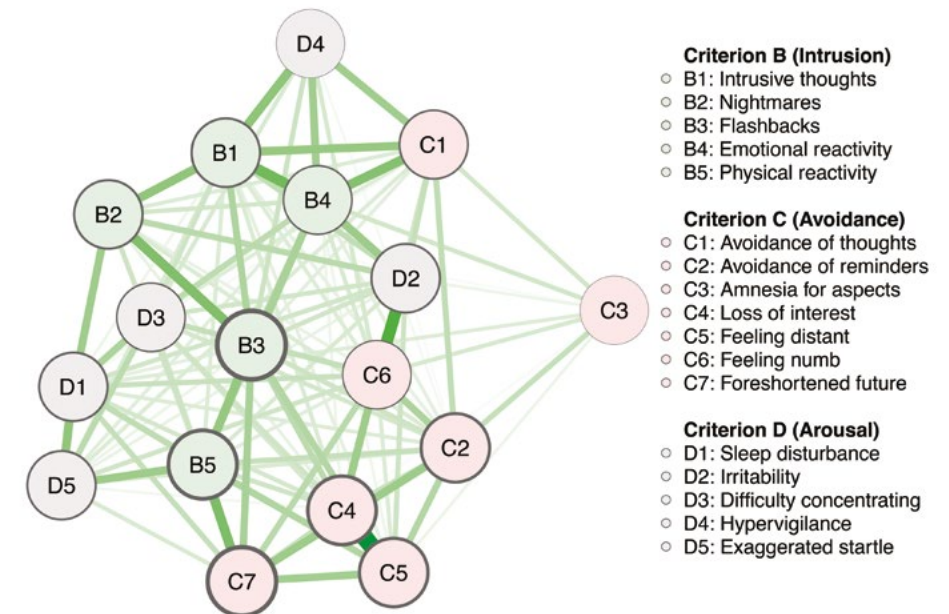 D4
C1
B1
B4
B2
D2
C3
D3
B3
C6
D1
C2
B5
D5
C4
C5
C7
Criterion B (Intrusion)
B1: Intrusive thoughts
B2: Nightmares
B3: Flashbacks
B4: Emotional reactivity
B5: Physical reactivity
Criterion C (Avoidance)
C1: Avoidance of thoughts
C2: Avoidance of reminders
C3: Amnesia for aspects
C4: Loss of interest
C5: Feeling distant
C6: Feeling numb
C7: Foreshortened future
Criterion D (Arousal)
D1: Sleep disturbance
D2: Irritability
D3: Difficulty concentrating
D4: Hypervigilance
D5: Exaggerated startle